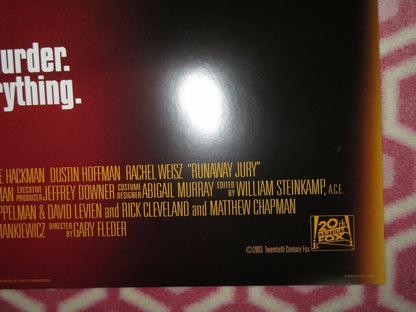 urder.
rything.
E HACKMAN DUSTIN HOFFMAN RACHEL WEISZ "RUNAWAY JURY"
MAN EXECUTIVE PRODUCER JEFFREY DOWNER COSTUME DESIGNER ABIGAIL MURRAY EDITED BY WILLIAM STEINKAMP, A.C.E.
PPELMAN & DAVID LEVIEN and RICK CLEVELAND and MATTHEW CHAPMAN
MANKIEWICZ DIRECTED BY GARY FLEDER
©2003 Twentieth Century Fox
20th
CENTURY
FOX